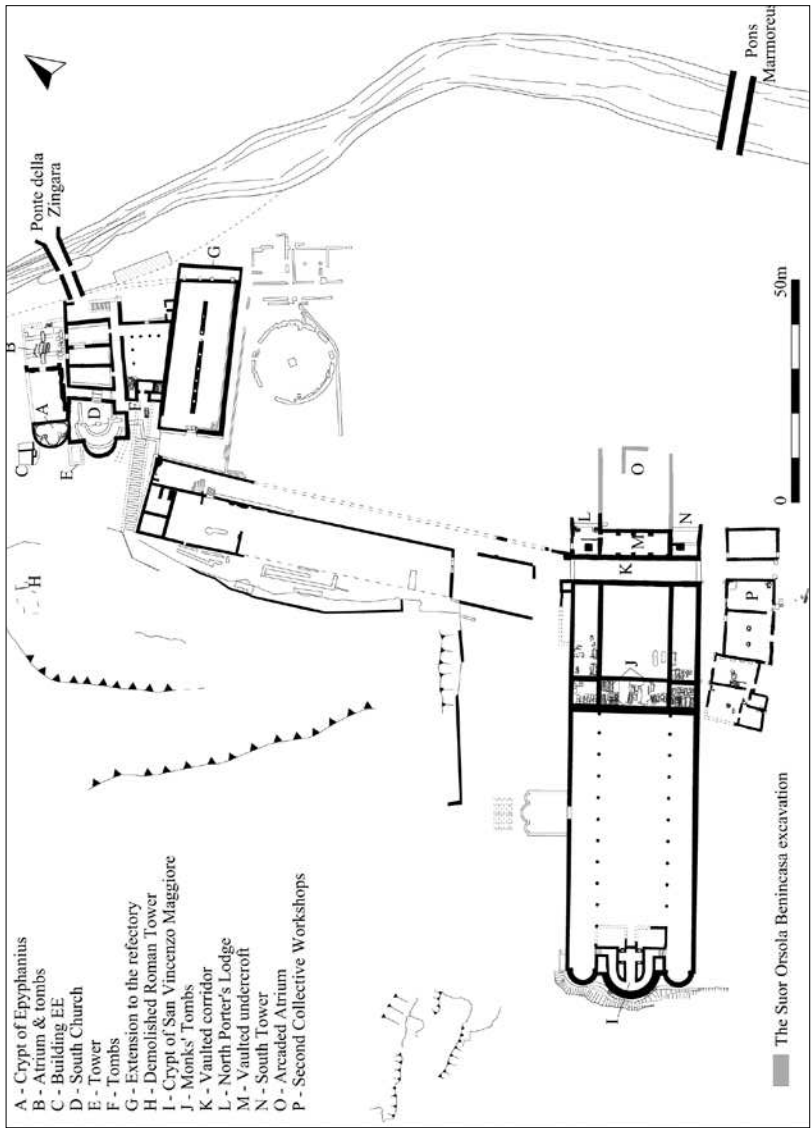 A - Crypt of Epyphanius
B - Atrium & tombs
C - Building EE
D - South Church
E - Tower
F - Tombs
G - Extension to the refectory
H - Demolished Roman Tower
I - Crypt of San Vincenzo Maggiore
J - Monks' Tombs
K - Vaulted corridor
L - North Porter's Lodge
M - Vaulted undercroft
N - South Tower
O - Arcaded Atrium
P - Second Collective Workshops
The Suor Orsola Benincasa excavation
H
C
E
A
B
D
F
G
Ponte della
Zingara
I
J
K
L
M
N
O
P
0
50m
Pons
Marmoreus